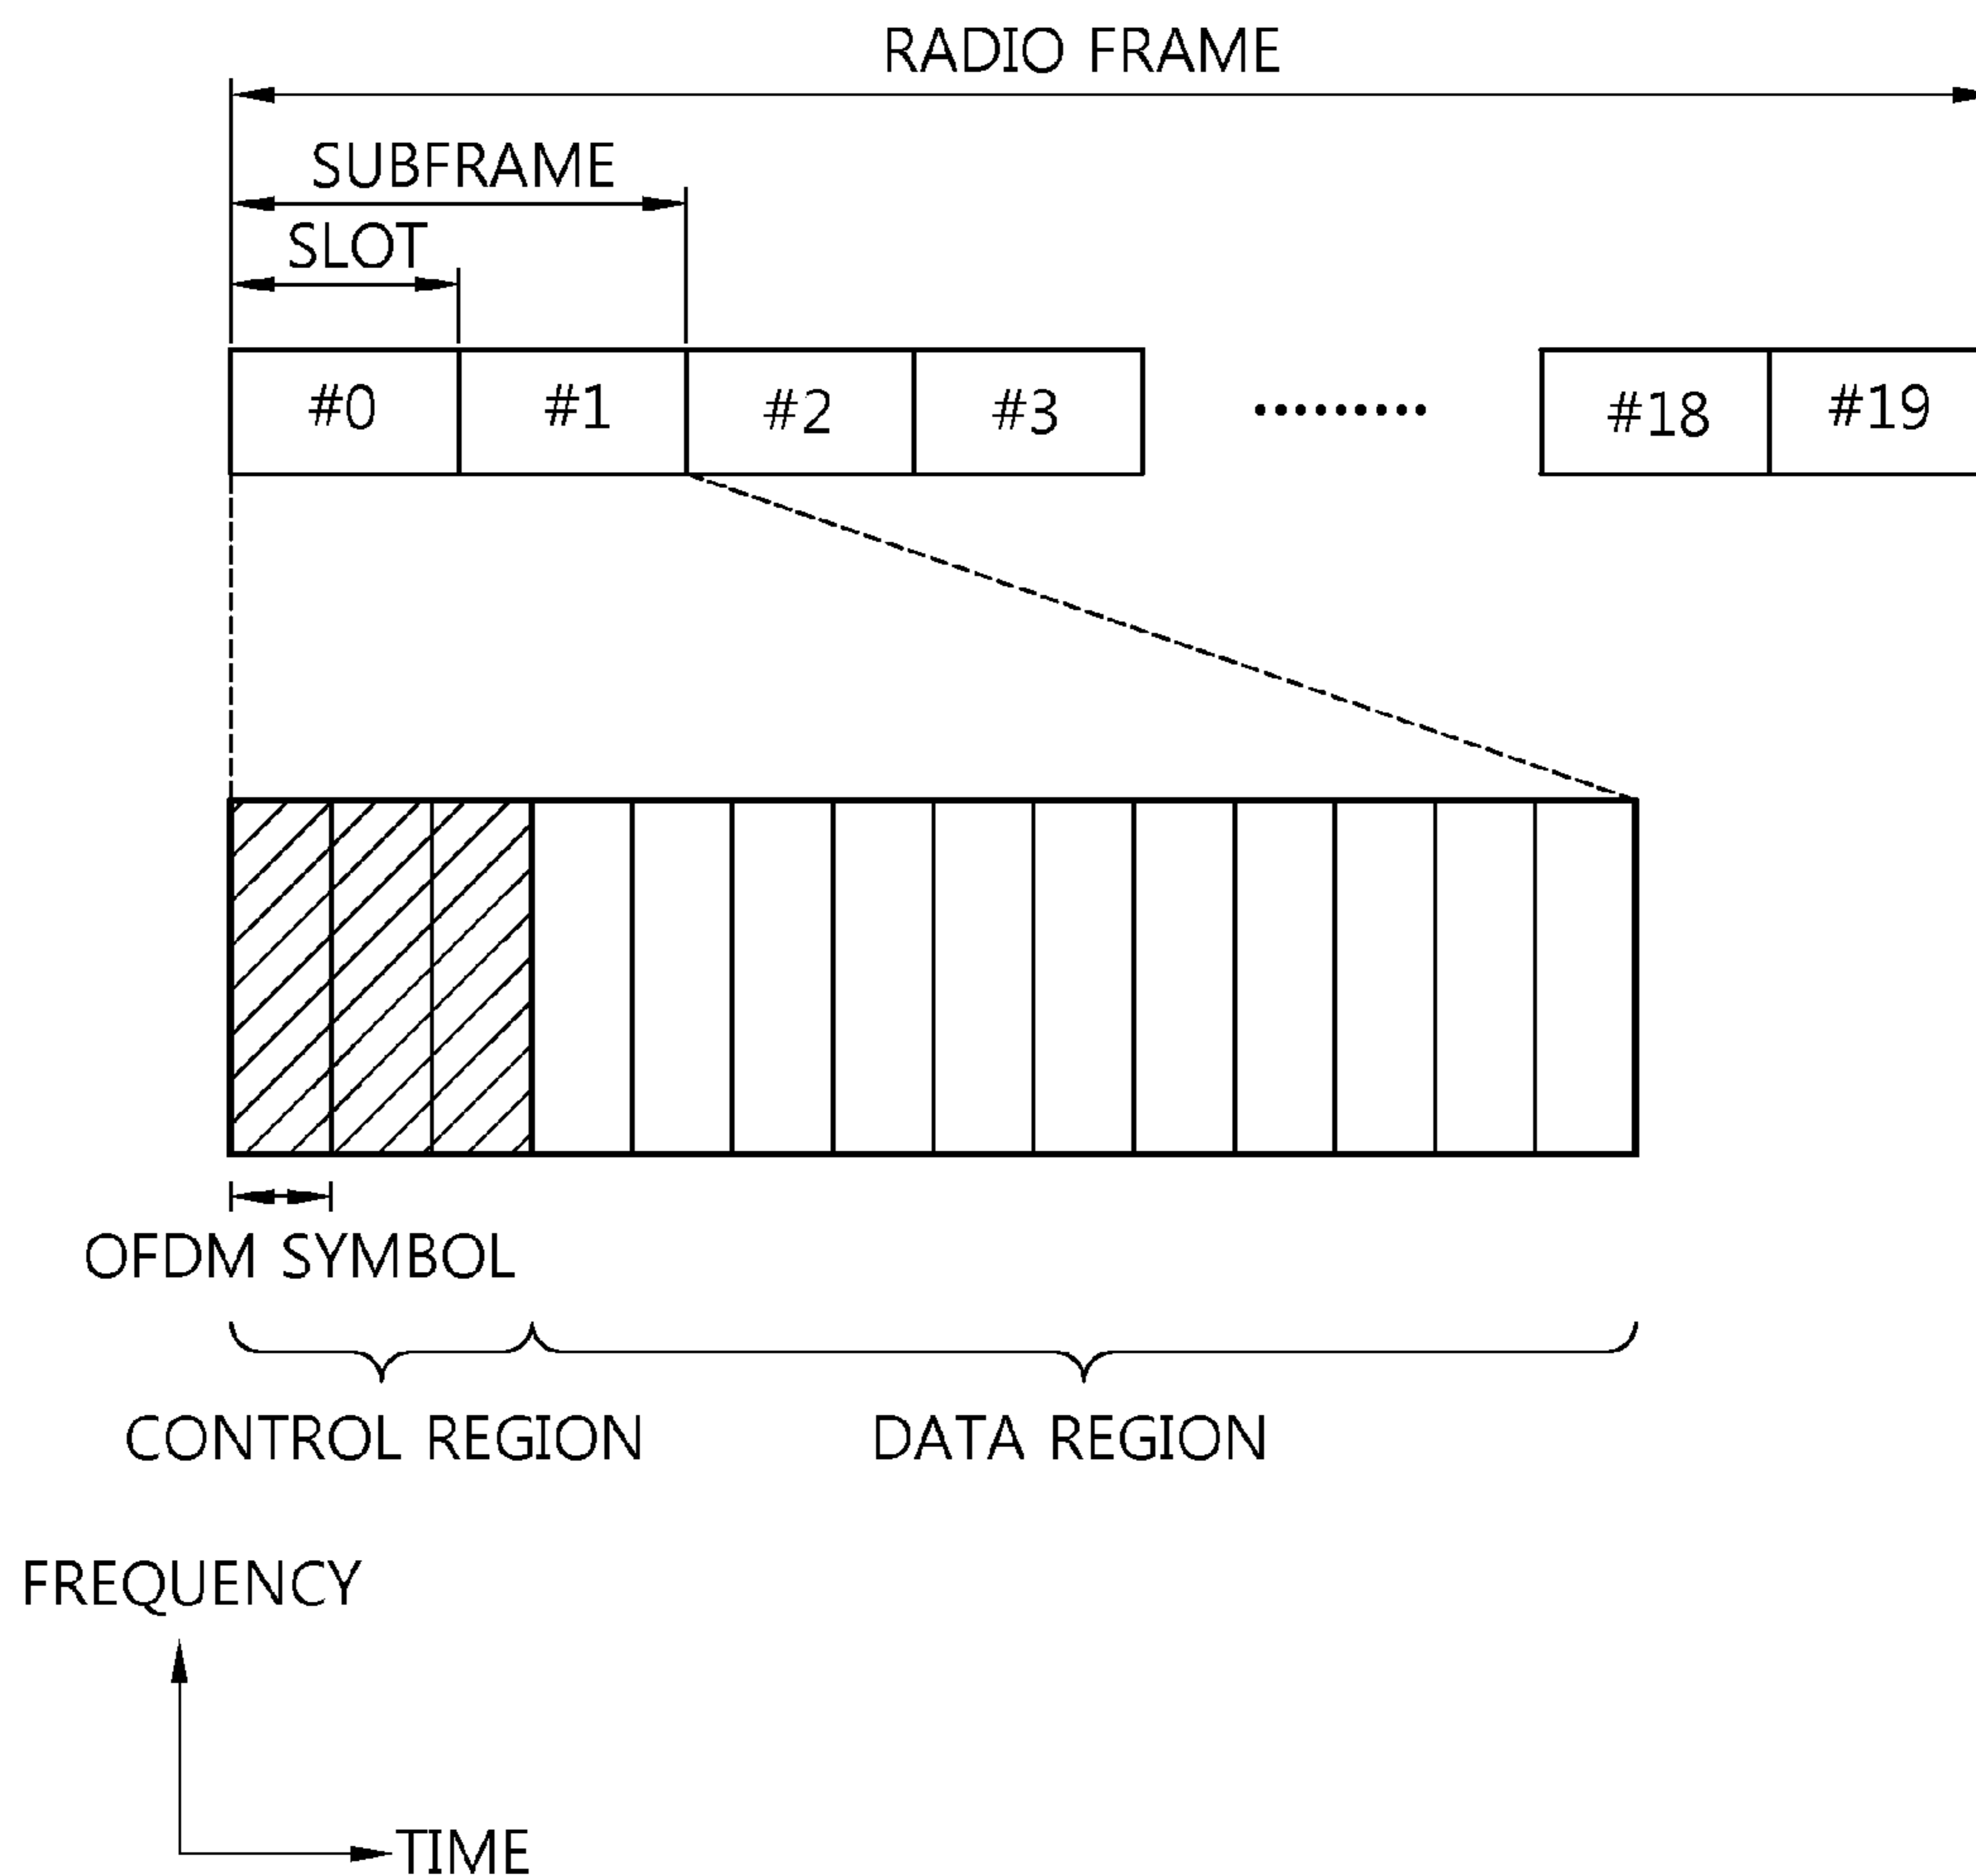 RADIO FRAME
SUBFRAME
SLOT
#0 #1 #2 #3 ......... #18 #19
OFDM SYMBOL
CONTROL REGION DATA REGION
FREQUENCY
TIME